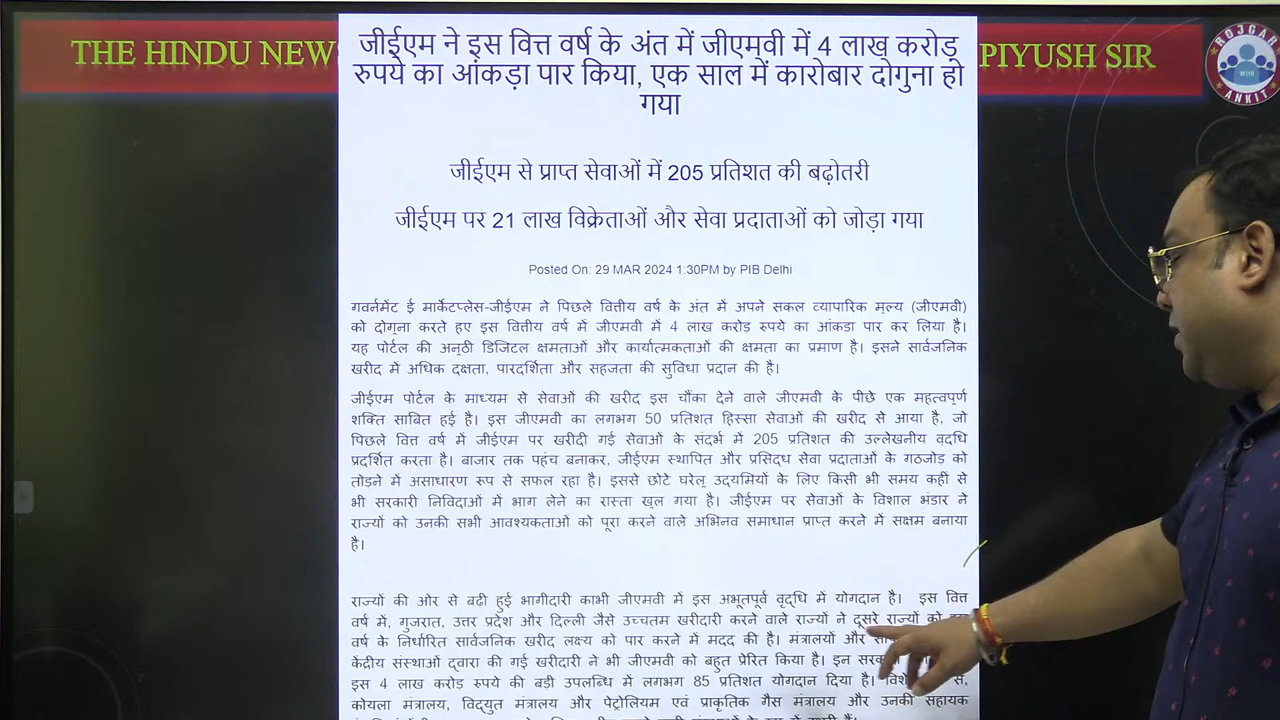 THE HINDU NEWS
PIYUSH SIR
ROJGAR
WITH
ANKIT
जीईएम ने इस वित्त वर्ष के अंत में जीएमवी में 4 लाख करोड़
रुपये का आंकड़ा पार किया, एक साल में कारोबार दोगुना हो
गया
जीईएम से प्राप्त सेवाओं में 205 प्रतिशत की बढ़ोतरी
जीईएम पर 21 लाख विक्रेताओं और सेवा प्रदाताओं को जोड़ा गया
Posted On: 29 MAR 2024 1:30PM by PIB Delhi
गवर्नमेंट ई मार्केटप्लेस-जीईएम ने पिछले वित्तीय वर्ष के अंत में अपने सकल व्यापारिक मूल्य (जीएमवी)
को दोगुना करते हुए इस वित्तीय वर्ष में जीएमवी में 4 लाख करोड़ रुपये का आंकड़ा पार कर लिया है।
यह पोर्टल की अनूठी डिजिटल क्षमताओं और कार्यात्मकताओं की क्षमता का प्रमाण है। इसने सार्वजनिक
खरीद में अधिक दक्षता, पारदर्शिता और सहजता की सुविधा प्रदान की है।
जीईएम पोर्टल के माध्यम से सेवाओं की खरीद इस चौंका देने वाले जीएमवी के पीछे एक महत्वपूर्ण
शक्ति साबित हुई है। इस जीएमवी का लगभग 50 प्रतिशत हिस्सा सेवाओं की खरीद से आया है, जो
पिछले वित्त वर्ष में जीईएम पर खरीदी गई सेवाओं के संदर्भ में 205 प्रतिशत की उल्लेखनीय वृद्धि
प्रदर्शित करता है। बाजार तक पहुंच बनाकर, जीईएम स्थापित और प्रसिद्ध सेवा प्रदाताओं के गठजोड़ को
तोड़ने में असाधारण रूप से सफल रहा है। इससे छोटे घरेलू उद्यमियों के लिए किसी भी समय कहीं से
भी सरकारी निविदाओं में भाग लेने का रास्ता खुल गया है। जीईएम पर सेवाओं के विशाल भंडार ने
राज्यों को उनकी सभी आवश्यकताओं को पूरा करने वाले अभिनव समाधान प्राप्त करने में सक्षम बनाया
है।
राज्यों की ओर से बढ़ी हुई भागीदारी काभी जीएमवी में इस अभूतपूर्व वृद्धि में योगदान है। इस वित्त
वर्ष में, गुजरात, उत्तर प्रदेश और दिल्ली जैसे उच्चतम खरीदारी करने वाले राज्यों ने दूसरे राज्यों को
वर्ष के निर्धारित सार्वजनिक खरीद लक्ष्य को पार करने में मदद की है। मंत्रालयों और
केंद्रीय संस्थाओं द्वारा की गई खरीदारी ने भी जीएमवी को बहुत प्रेरित किया है। इन
इस 4 लाख करोड़ रुपये की बड़ी उपलब्धि में लगभग 85 प्रतिशत योगदान दिया है।
कोयला मंत्रालय, विद्युत मंत्रालय और पेट्रोलियम एवं प्राकृतिक गैस मंत्रालय और उनकी सहायक